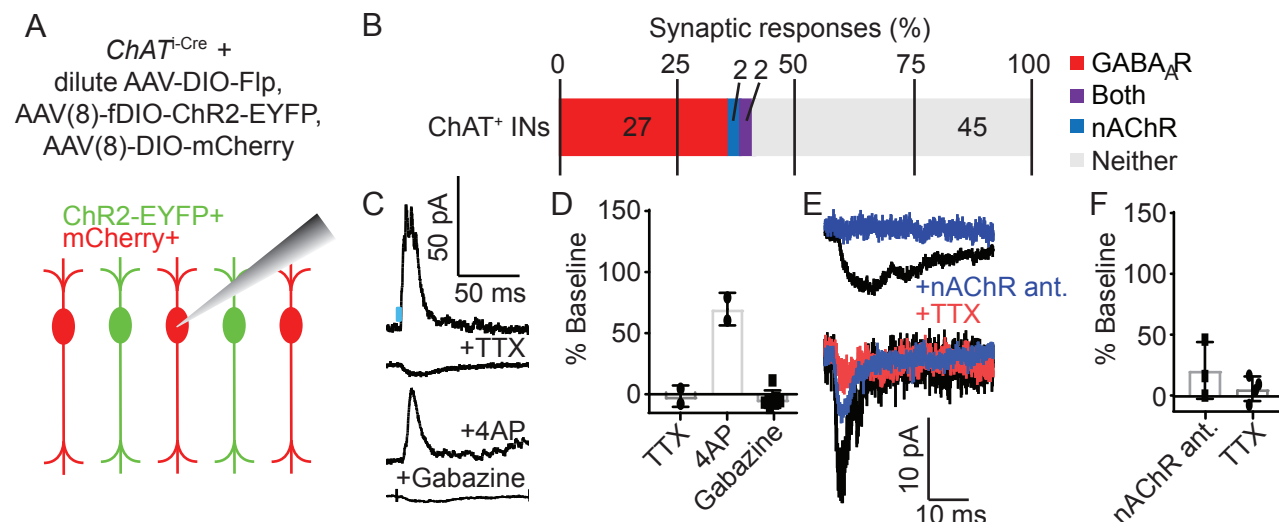 A
ChAT^i-Cre +
dilute AAV-DIO-Flp,
AAV(8)-fDIO-ChR2-EYFP,
AAV(8)-DIO-mCherry
ChR2-EYFP+
mCherry+
B
Synaptic responses (%)
0 25 50 75 100
2 2
ChAT+ INs
27 45
GABA_AR
Both
nAChR
Neither
C
50 pA
50 ms
+TTX
+4AP
+Gabazine
D
% Baseline
150
100
50
0
TTX
4AP
Gabazine
E
+nAChR ant.
+TTX
10 pA
10 ms
F
% Baseline
150
100
50
0
nAChR ant.
TTX